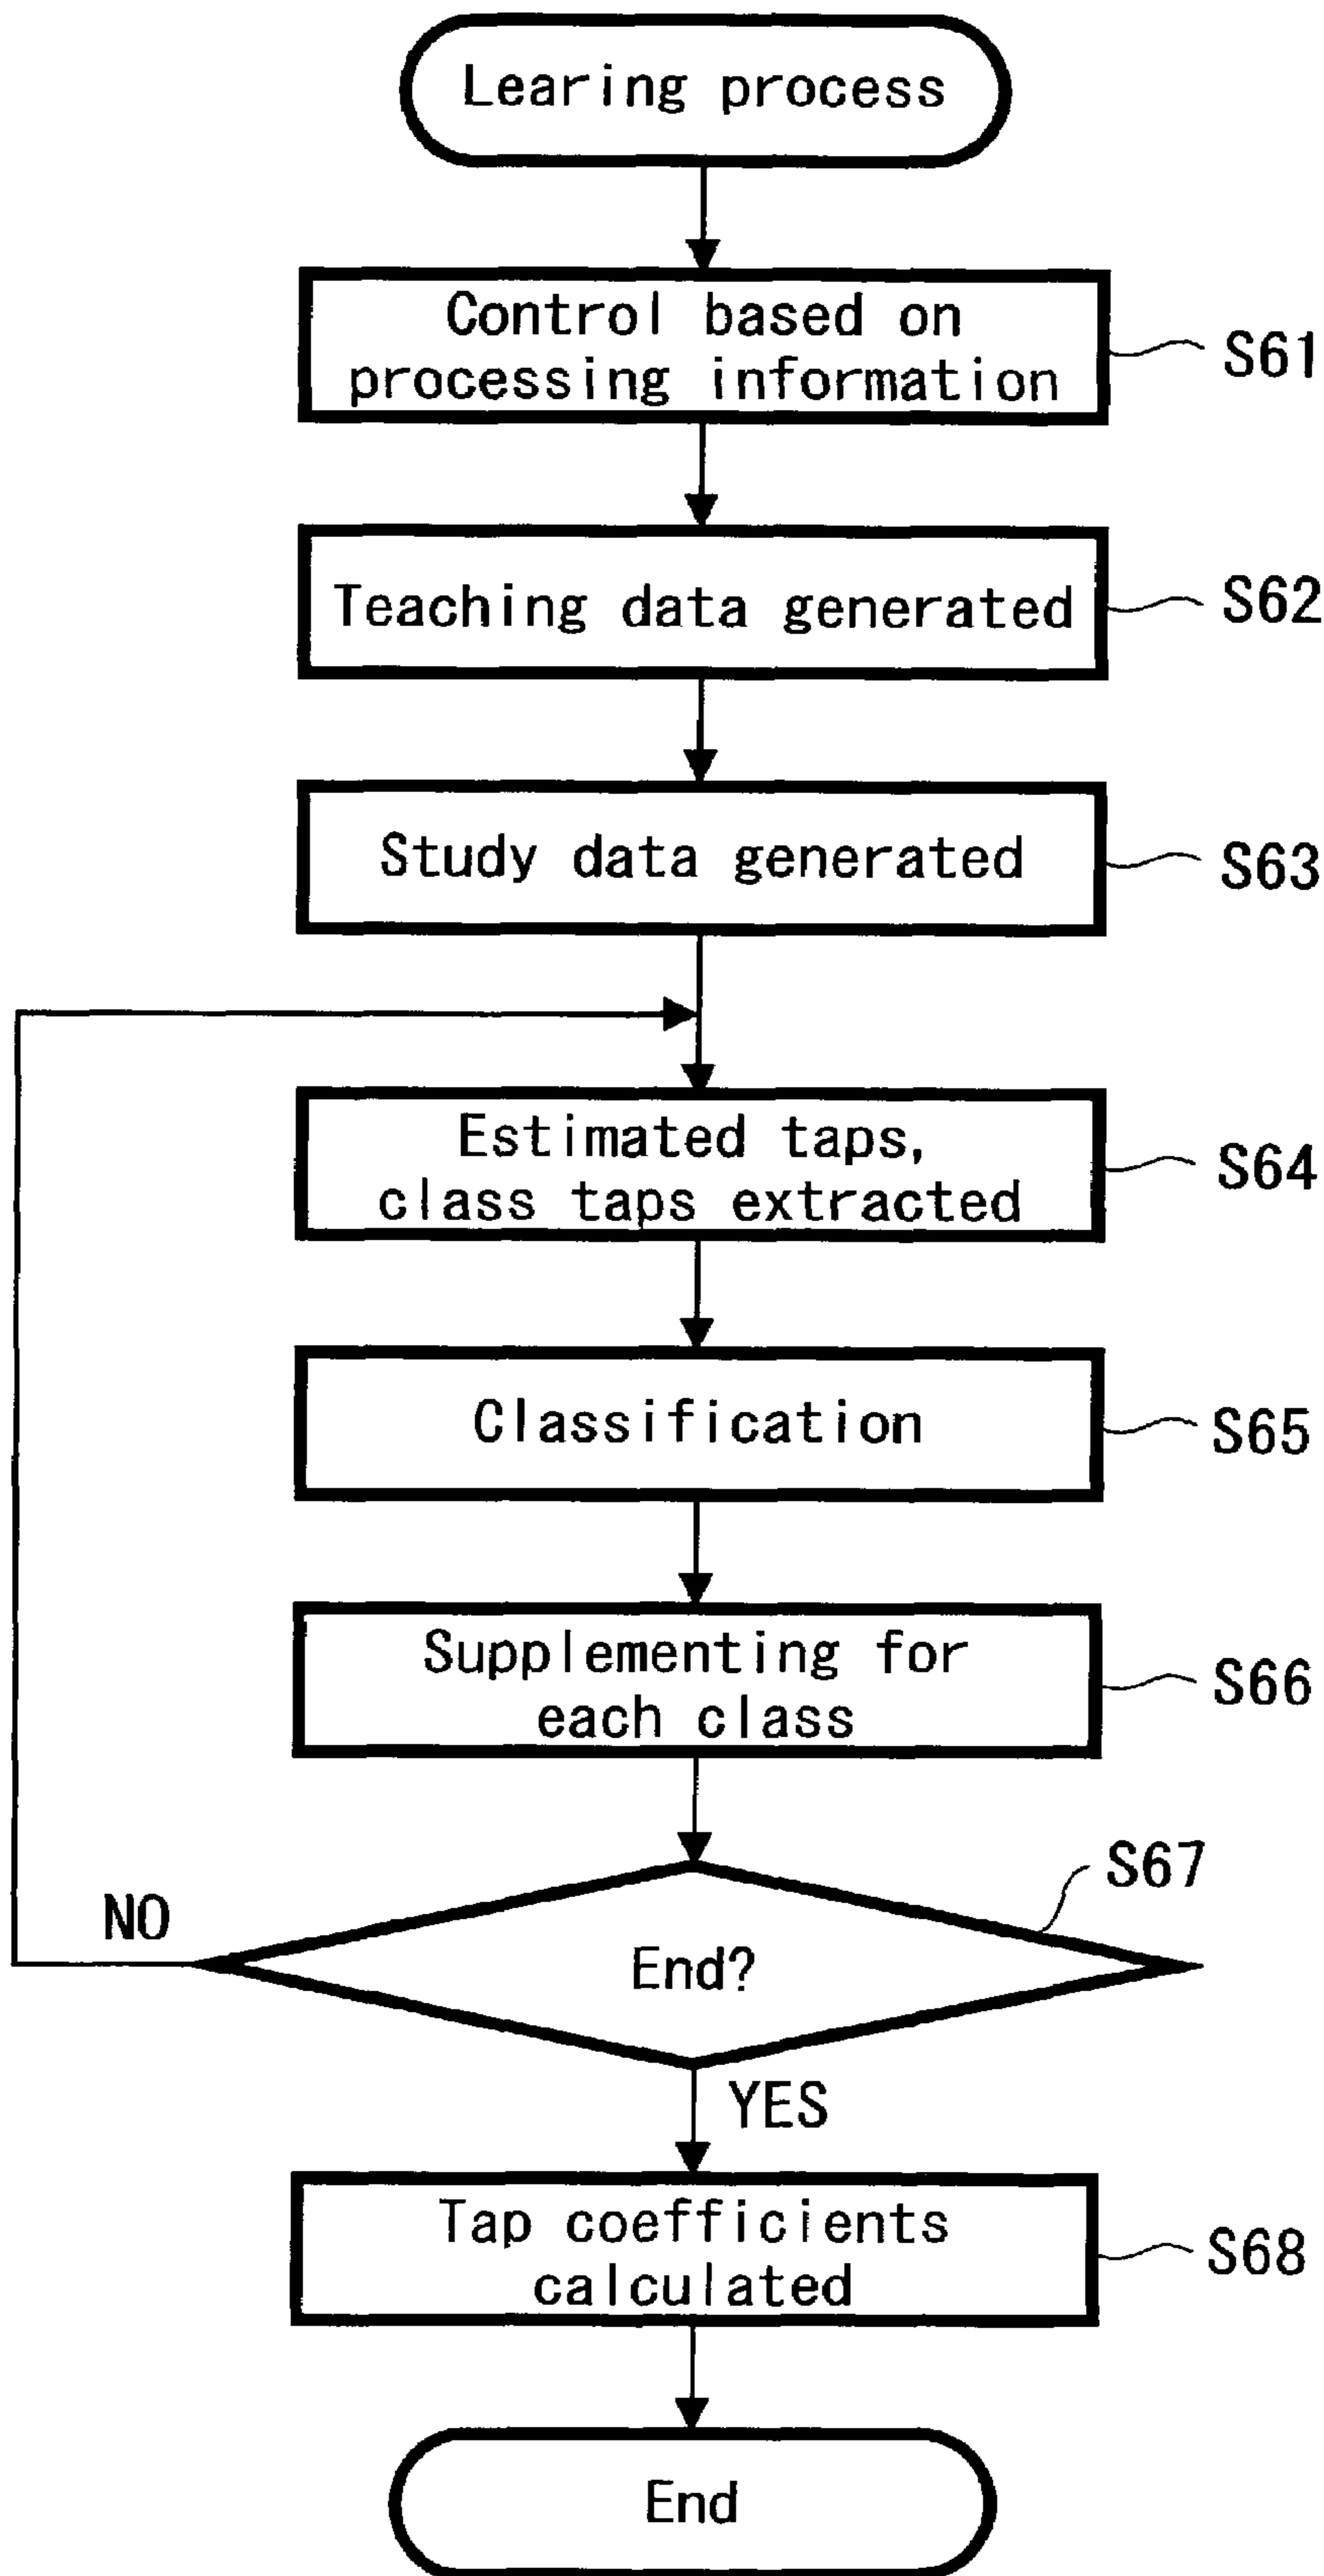 Learing process
Control based on
processing information
S61
Teaching data generated
S62
Study data generated
S63
Estimated taps,
class taps extracted
S64
Classification
S65
Supplementing for
each class
S66
S67
NO
End?
YES
Tap coefficients
calculated
S68
End